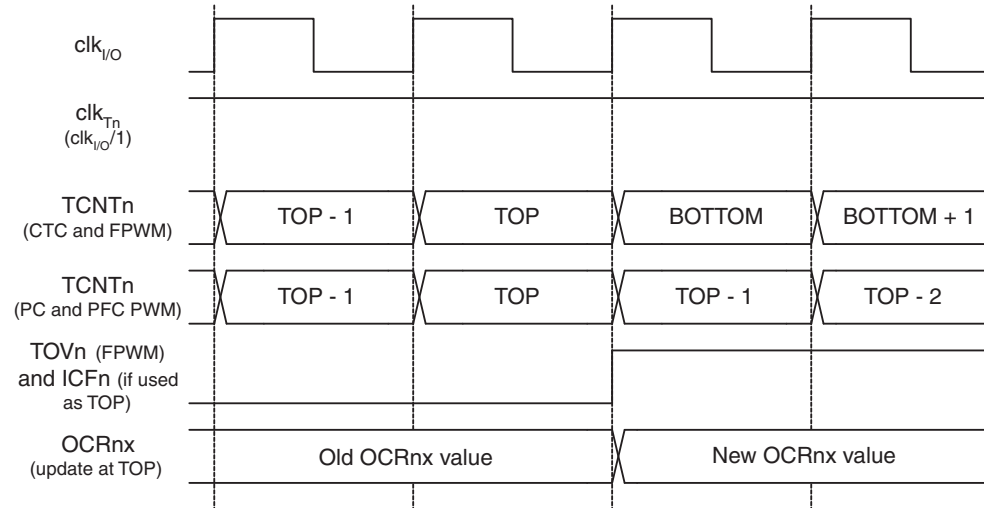 clkI/O
clkTn
(clkI/O/1)
TCNTn
(CTC and FPWM)
TOP - 1
TOP
BOTTOM
BOTTOM + 1
TCNTn
(PC and PFC PWM)
TOP - 1
TOP
TOP - 1
TOP - 2
TOVn (FPWM)
and ICFn (if used
as TOP)
OCRnx
(update at TOP)
Old OCRnx value
New OCRnx value